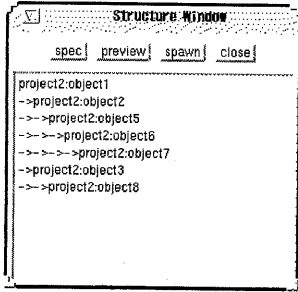 Structure Window
spec preview spawn close
project2:object1
->project2:object2
->->project2:object5
->->->project2:object6
->->->->project2:object7
->project2:object3
->->project2:object8